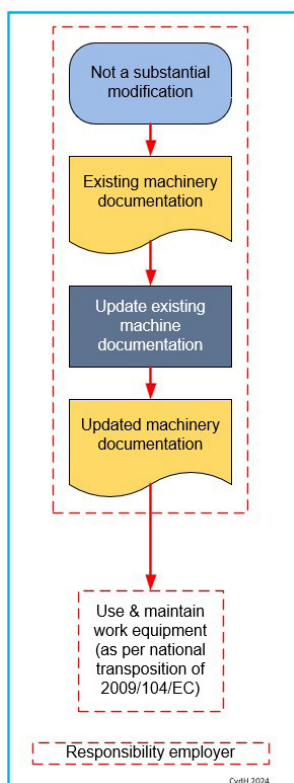 Not a substantial
modification
Existing machinery
documentation
Update existing
machine
documentation
Updated machinery
documentation
Use & maintain
work equipment
(as per national
transposition of
2009/104/EC)
Responsibility employer
CvdH 2024